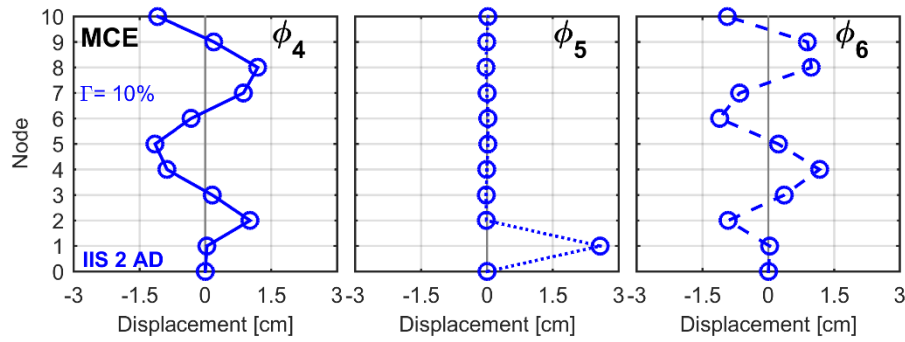 10
9
8
7
6
5
4
3
2
1
0
Node
MCE
ϕ4
Γ= 10%
IIS 2 AD
-3 -1.5 0 1.5 3
Displacement [cm]
ϕ5
-3 -1.5 0 1.5 3
Displacement [cm]
ϕ6
-3 -1.5 0 1.5 3
Displacement [cm]